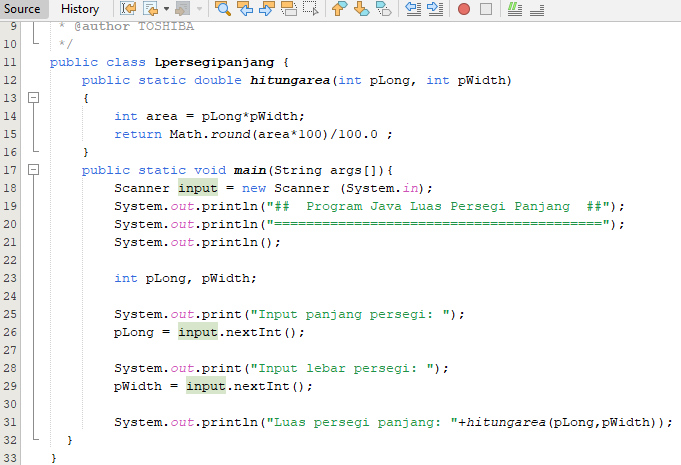 Source History
9 * @author TOSHIBA
10 */
11 public class Lpersegipanjang {
12 public static double hitungarea(int pLong, int pWidth)
13 {
14 int area = pLong*pWidth;
15 return Math.round(area*100)/100.0 ;
16 }
17 public static void main(String args[]){
18 Scanner input = new Scanner (System.in);
19 System.out.println("##  Program Java Luas Persegi Panjang  ##");
20 System.out.println("=========================================");
21 System.out.println();
22
23 int pLong, pWidth;
24
25 System.out.print("Input panjang persegi: ");
26 pLong = input.nextInt();
27
28 System.out.print("Input lebar persegi: ");
29 pWidth = input.nextInt();
30
31 System.out.println("Luas persegi panjang: "+hitungarea(pLong,pWidth));
32 }
33 }